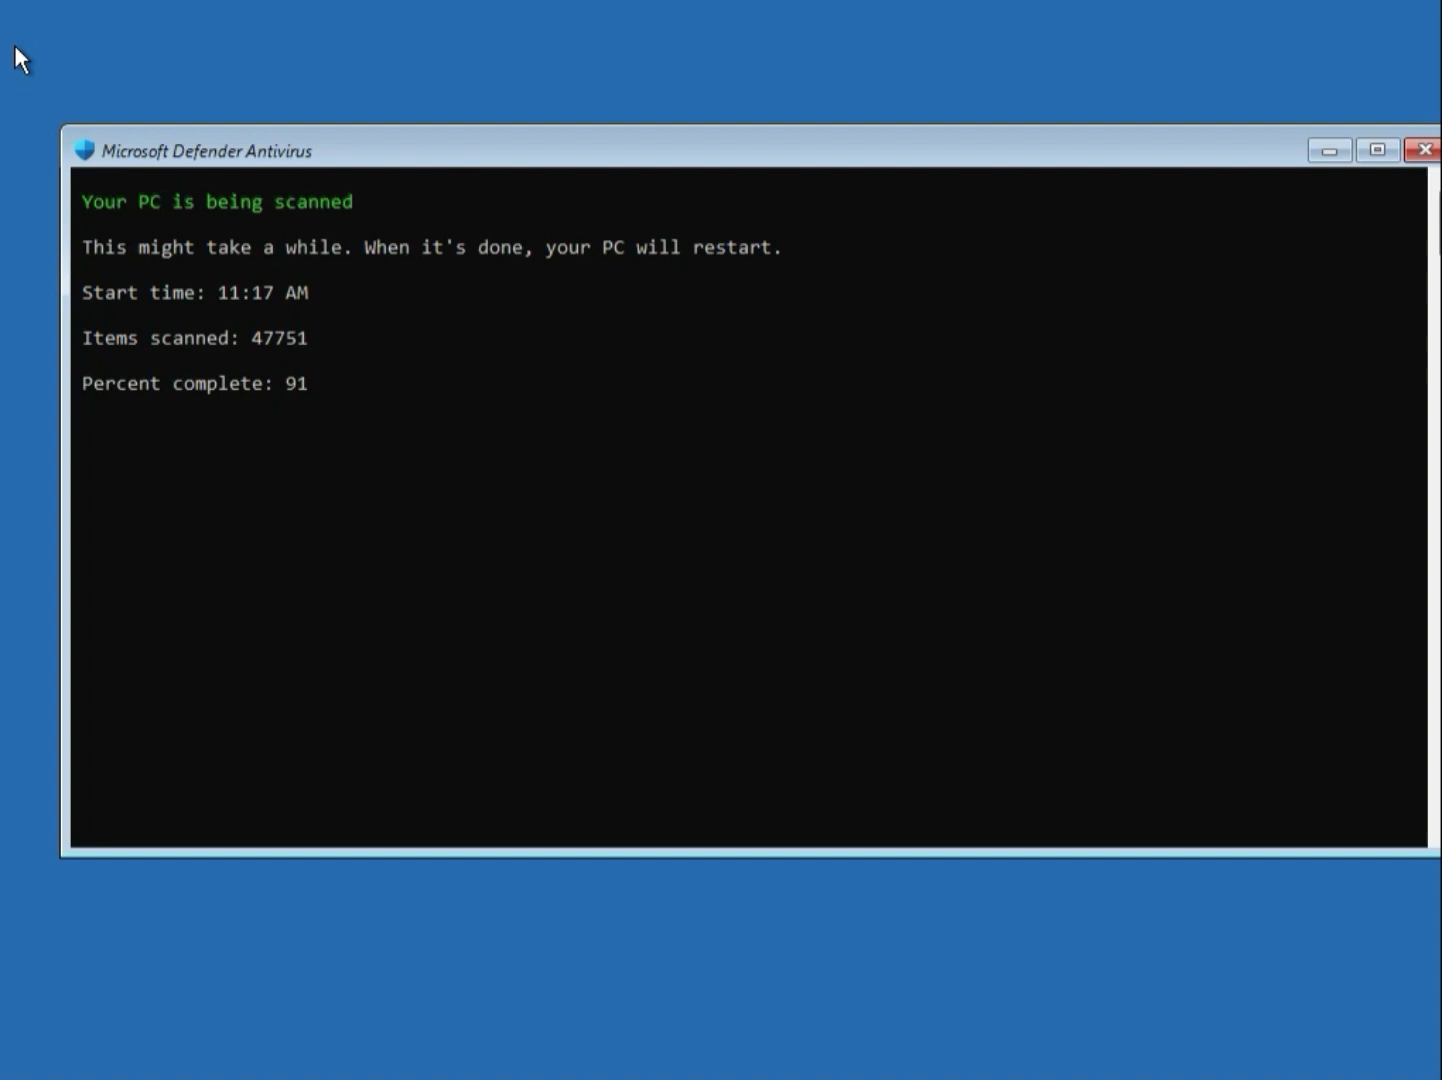 Microsoft Defender Antivirus
Your PC is being scanned
This might take a while. When it's done, your PC will restart.
Start time: 11:17 AM
Items scanned: 47751
Percent complete: 91